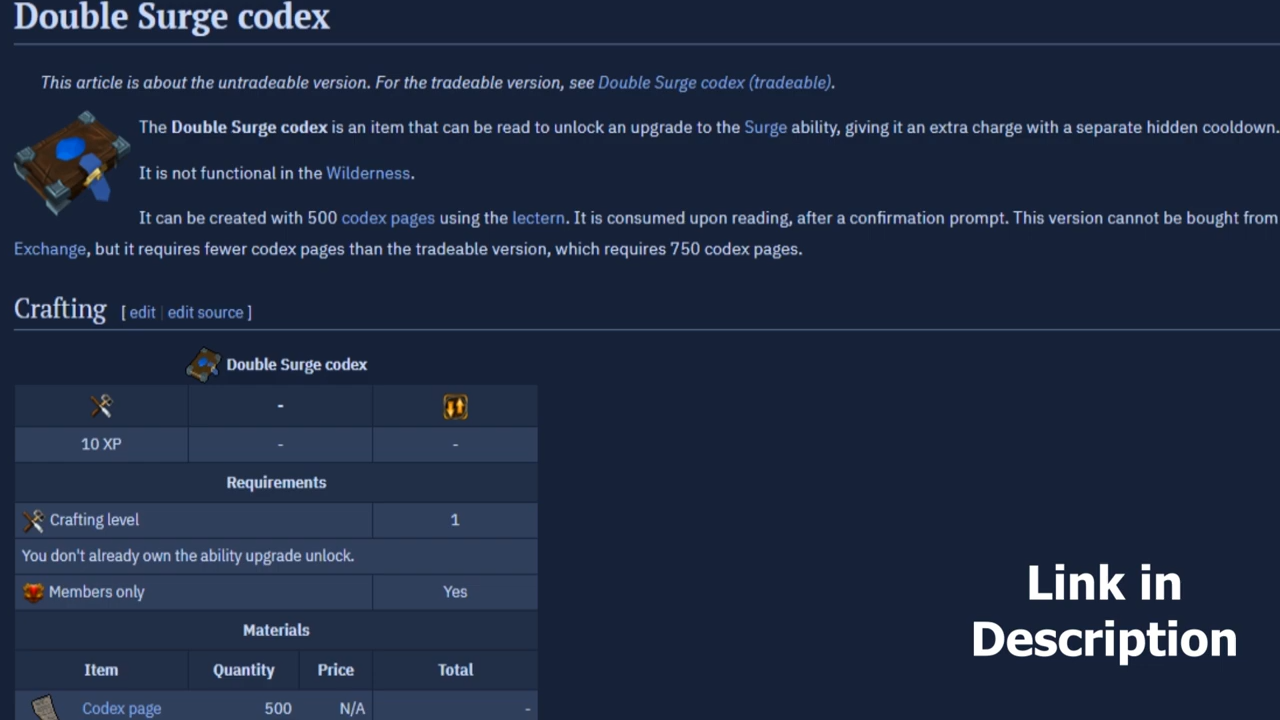 Double Surge codex
This article is about the untradeable version. For the tradeable version, see Double Surge codex (tradeable).
The Double Surge codex is an item that can be read to unlock an upgrade to the Surge ability, giving it an extra charge with a separate hidden cooldown.
It is not functional in the Wilderness.
It can be created with 500 codex pages using the lectern. It is consumed upon reading, after a confirmation prompt. This version cannot be bought from
Exchange, but it requires fewer codex pages than the tradeable version, which requires 750 codex pages.
Crafting [ edit | edit source ]
Double Surge codex
-
10 XP - -
Requirements
Crafting level 1
You don't already own the ability upgrade unlock.
Members only Yes
Materials
Item Quantity Price Total
Codex page 500 N/A -
Link in
Description